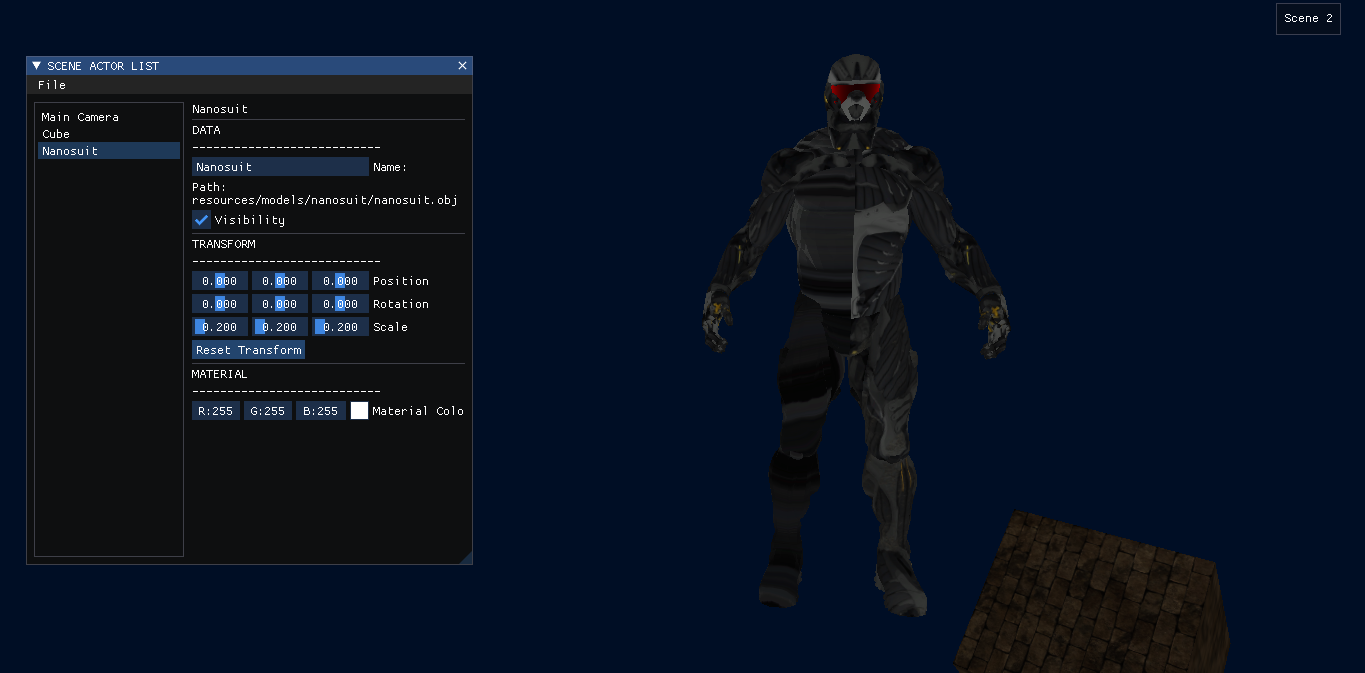 Scene 2
SCENE ACTOR LIST
File
Main Camera
Cube
Nanosuit
Nanosuit
DATA
---------------------------
Nanosuit Name:
Path:
resources/models/nanosuit/nanosuit.obj
Visibility
TRANSFORM
---------------------------
0.000 0.000 0.000 Position
0.000 0.000 0.000 Rotation
0.200 0.200 0.200 Scale
Reset Transform
MATERIAL
---------------------------
R:255 G:255 B:255 Material Colo